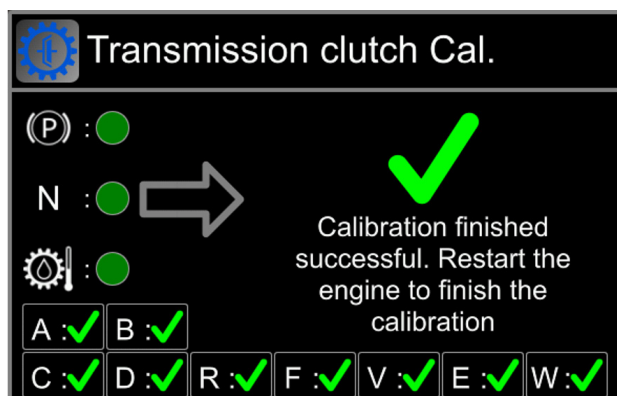 Transmission clutch Cal.
(P) :
N :
:
Calibration finished
successful. Restart the
engine to finish the
calibration
A : B :
C : D : R : F : V : E : W :